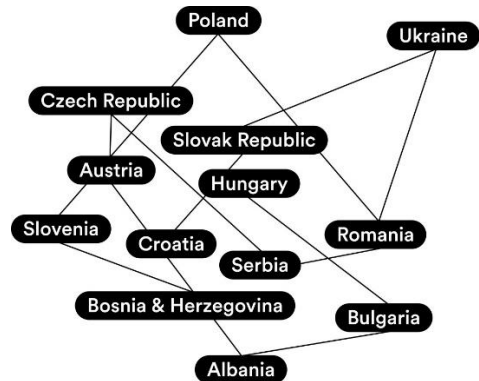 Poland
Ukraine
Czech Republic
Slovak Republic
Austria
Hungary
Slovenia
Croatia
Romania
Serbia
Bosnia & Herzegovina
Bulgaria
Albania